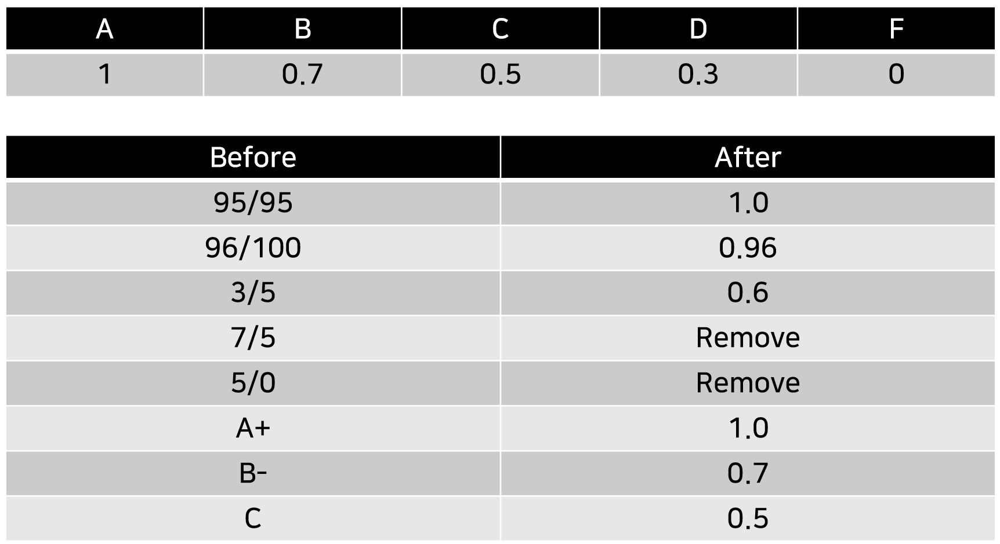 A B C D F
1 0.7 0.5 0.3 0
Before After
95/95 1.0
96/100 0.96
3/5 0.6
7/5 Remove
5/0 Remove
A+ 1.0
B- 0.7
C 0.5